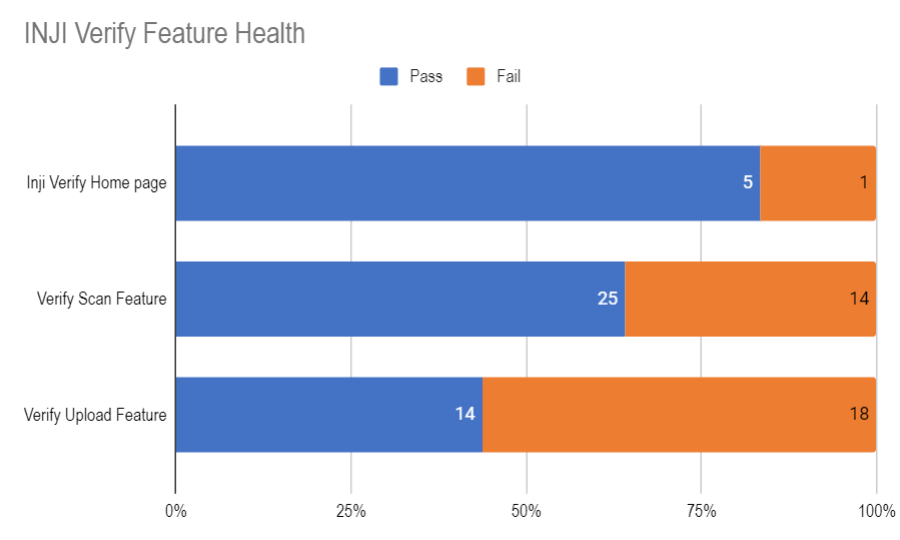 INJI Verify Feature Health
Pass Fail
Inji Verify Home page 5 1
Verify Scan Feature 25 14
Verify Upload Feature 14 18
0% 25% 50% 75% 100%